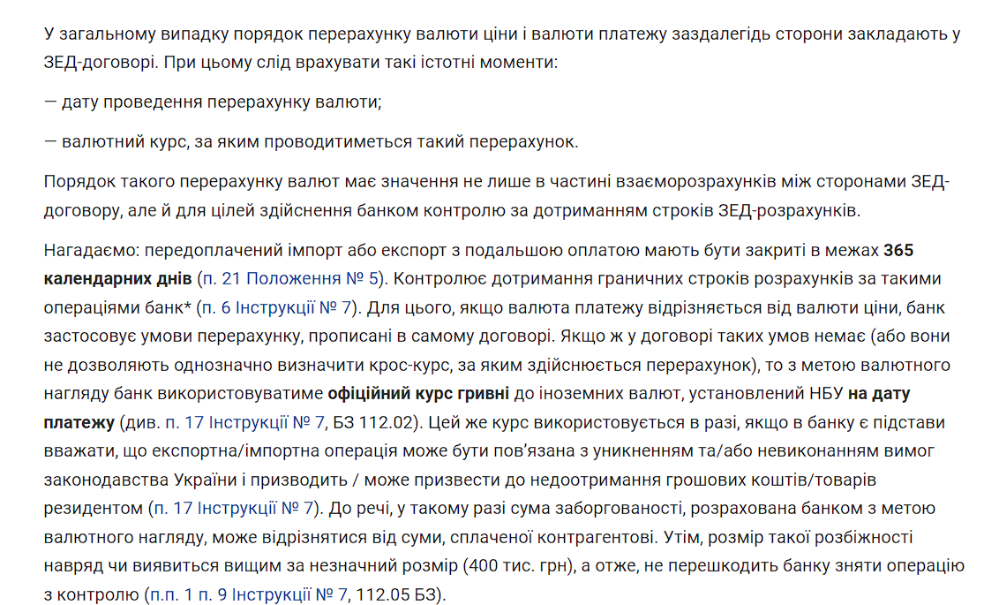 У загальному випадку порядок перерахунку валюти ціни і валюти платежу заздалегідь сторони закладають у
ЗЕД-договорі. При цьому слід врахувати такі істотні моменти:
— дату проведення перерахунку валюти;
— валютний курс, за яким проводитиметься такий перерахунок.
Порядок такого перерахунку валют має значення не лише в частині взаєморозрахунків між сторонами ЗЕД-
договору, але й для цілей здійснення банком контролю за дотриманням строків ЗЕД-розрахунків.
Нагадаємо: передоплачений імпорт або експорт з подальшою оплатою мають бути закриті в межах 365
календарних днів (п. 21 Положення № 5). Контролює дотримання граничних строків розрахунків за такими
операціями банк* (п. 6 Інструкції № 7). Для цього, якщо валюта платежу відрізняється від валюти ціни, банк
застосовує умови перерахунку, прописані в самому договорі. Якщо ж у договорі таких умов немає (або вони
не дозволяють однозначно визначити крос-курс, за яким здійснюється перерахунок), то з метою валютного
нагляду банк використовуватиме офіційний курс гривні до іноземних валют, установлений НБУ на дату
платежу (див. п. 17 Інструкції № 7, БЗ 112.02). Цей же курс використовується в разі, якщо в банку є підстави
вважати, що експортна/імпортна операція може бути пов’язана з уникненням та/або невиконанням вимог
законодавства України і призводить / може призвести до недоотримання грошових коштів/товарів
резидентом (п. 17 Інструкції № 7). До речі, у такому разі сума заборгованості, розрахована банком з метою
валютного нагляду, може відрізнятися від суми, сплаченої контрагентові. Утім, розмір такої розбіжності
навряд чи виявиться вищим за незначний розмір (400 тис. грн), а отже, не перешкодить банку зняти операцію
з контролю (п.п. 1 п. 9 Інструкції № 7, 112.05 БЗ).